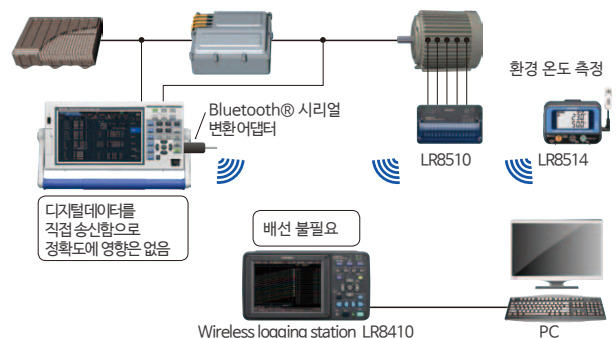 환경 온도 측정
Bluetooth® 시리얼
변환 어댑터
LR8510
LR8514
디지털데이터를
직접 송신함으로
정확도에 영향은 없음
배선 불필요
Wireless logging station LR8410
PC